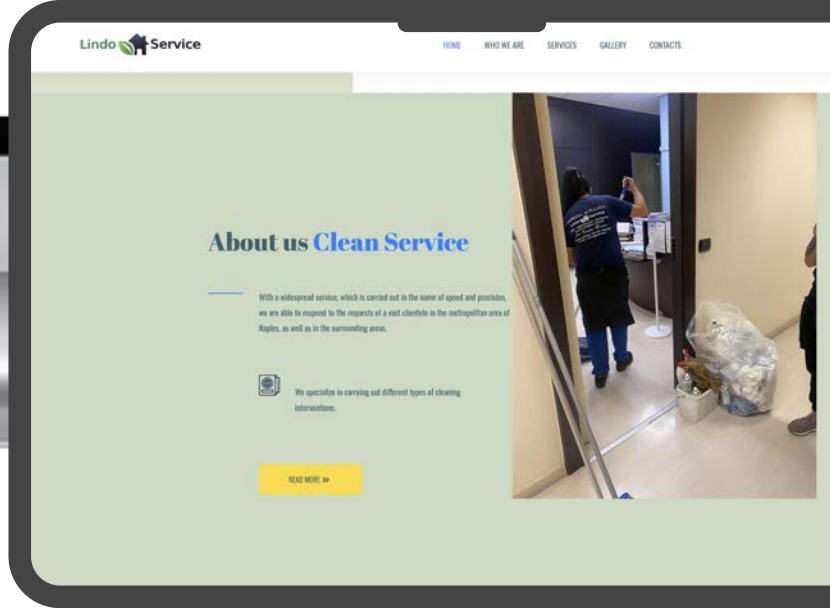 Lindo Service
HOME WHO WE ARE SERVICES GALLERY CONTACTS
About us Clean Service
With a widespread service, which is carried out in the name of speed and precision,
we are able to respond to the requests of a vast clientele in the metropolitan area of
Naples, as well as in the surrounding areas.
We specialize in carrying out different types of cleaning
interventions.
READ MORE »